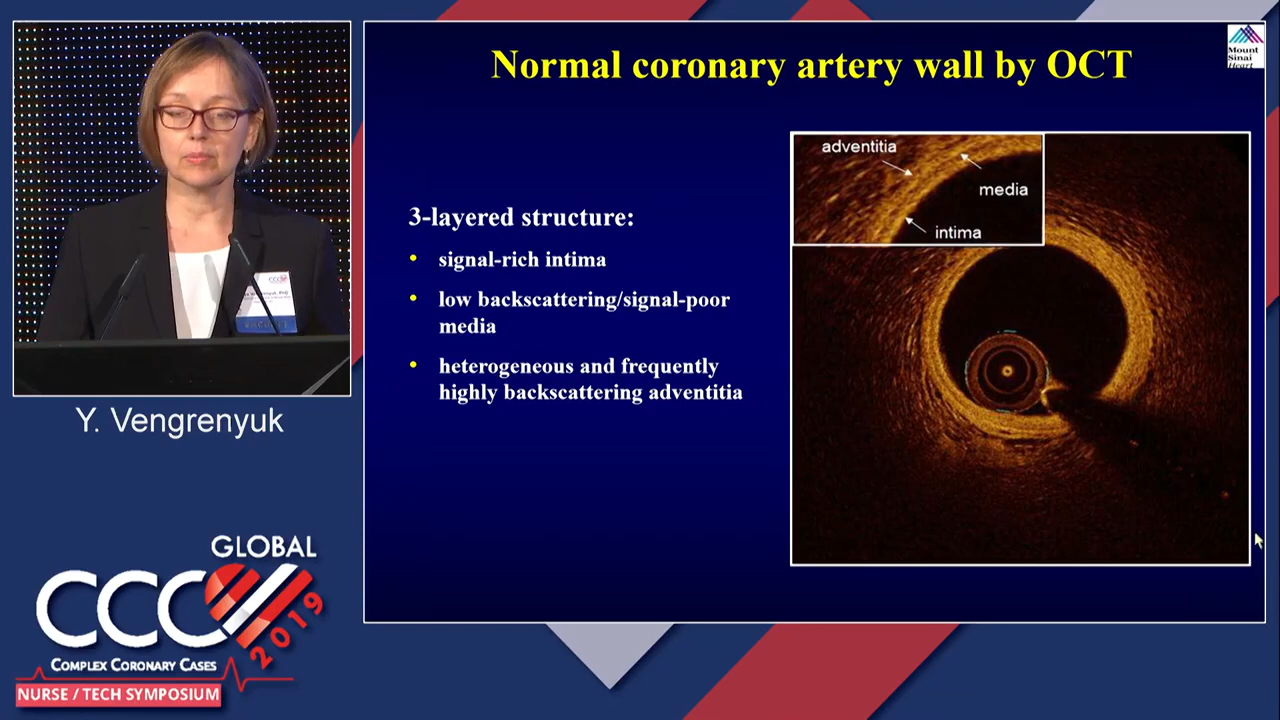 Normal coronary artery wall by OCT
Mount
Sinai
Heart
adventitia
media
intima
3-layered structure:
• signal-rich intima
• low backscattering/signal-poor
media
• heterogeneous and frequently
highly backscattering adventitia
CCC
FACULTY
Y. Vengrenyuk
GLOBAL
CCC
2019
COMPLEX CORONARY CASES
NURSE / TECH SYMPOSIUM